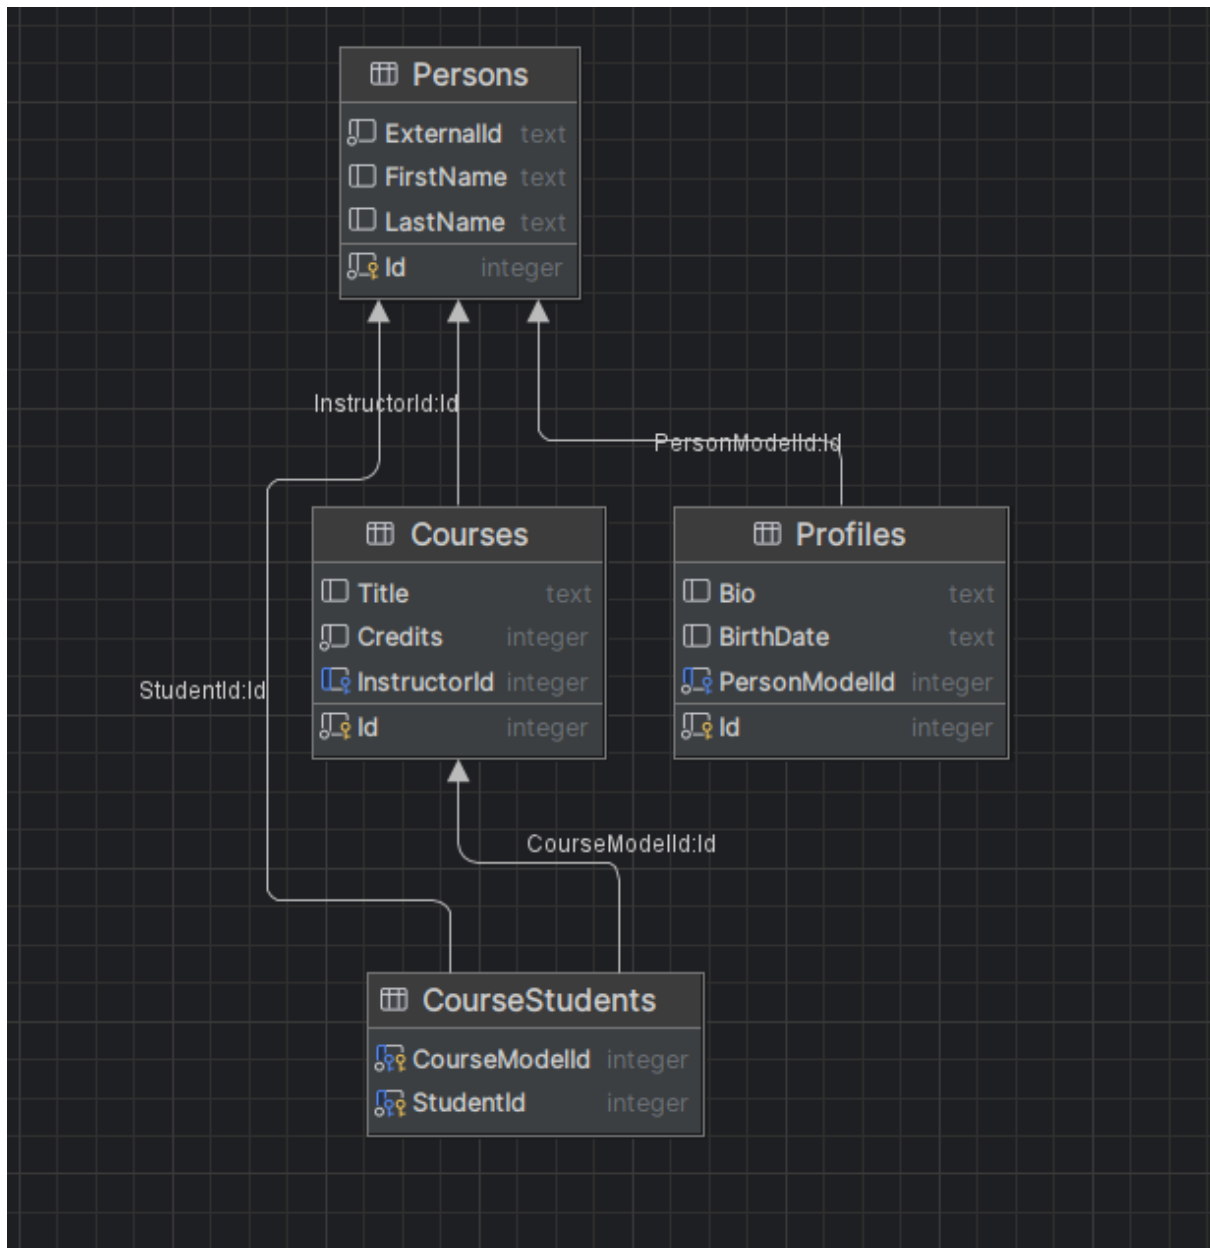 Persons
ExternalId text
FirstName text
LastName text
Id integer
InstructorId:Id
PersonModelId:Id
Courses
Title text
Credits integer
InstructorId integer
Id integer
Profiles
Bio text
BirthDate text
PersonModelId integer
Id integer
StudentId:Id
CourseModelId:Id
CourseStudents
CourseModelId integer
StudentId integer